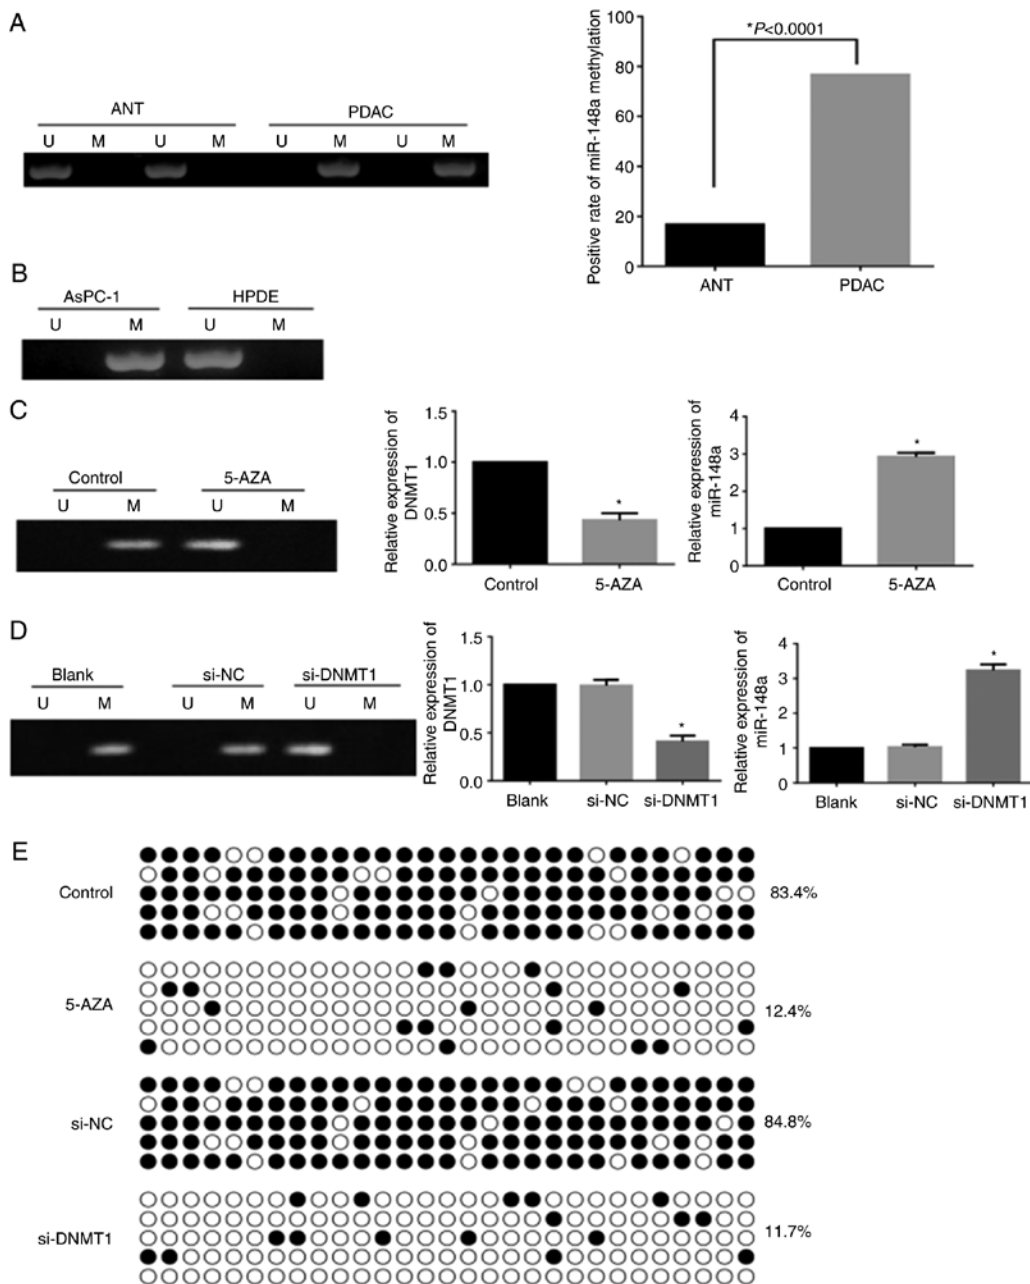 A
ANT PDAC
U M U M U M U M
*P<0.0001
Positive rate of miR-148a methylation
100
80
60
40
20
0
ANT PDAC
B
AsPC-1 HPDE
U M U M
C
Control 5-AZA
U M U M
Relative expression of
DNMT1
1.5
1.0
0.5
0.0
*
Control 5-AZA
Relative expression of
miR-148a
4
3
2
1
0
*
Control 5-AZA
D
Blank si-NC si-DNMT1
U M U M U M
Relative expression of
DNMT1
1.5
1.0
0.5
0.0
*
Blank si-NC si-DNMT1
Relative expression of
miR-148a
4
3
2
1
0
*
Blank si-NC si-DNMT1
E
Control 83.4%
5-AZA 12.4%
si-NC 84.8%
si-DNMT1 11.7%